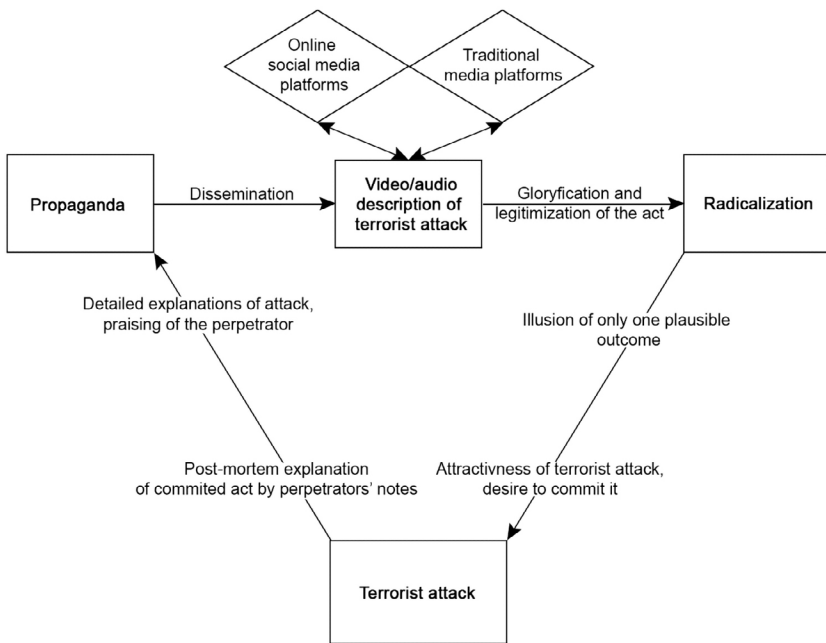 Online
social media
platforms
Traditional
media platforms
Propaganda
Dissemination
Video/audio
description of
terrorist attack
Gloryfication and
legitimization of the act
Radicalization
Detailed explanations of attack,
praising of the perpetrator
Illusion of only one plausible
outcome
Post-mortem explanation
of commited act by perpetrators’ notes
Attractivness of terrorist attack,
desire to commit it
Terrorist attack